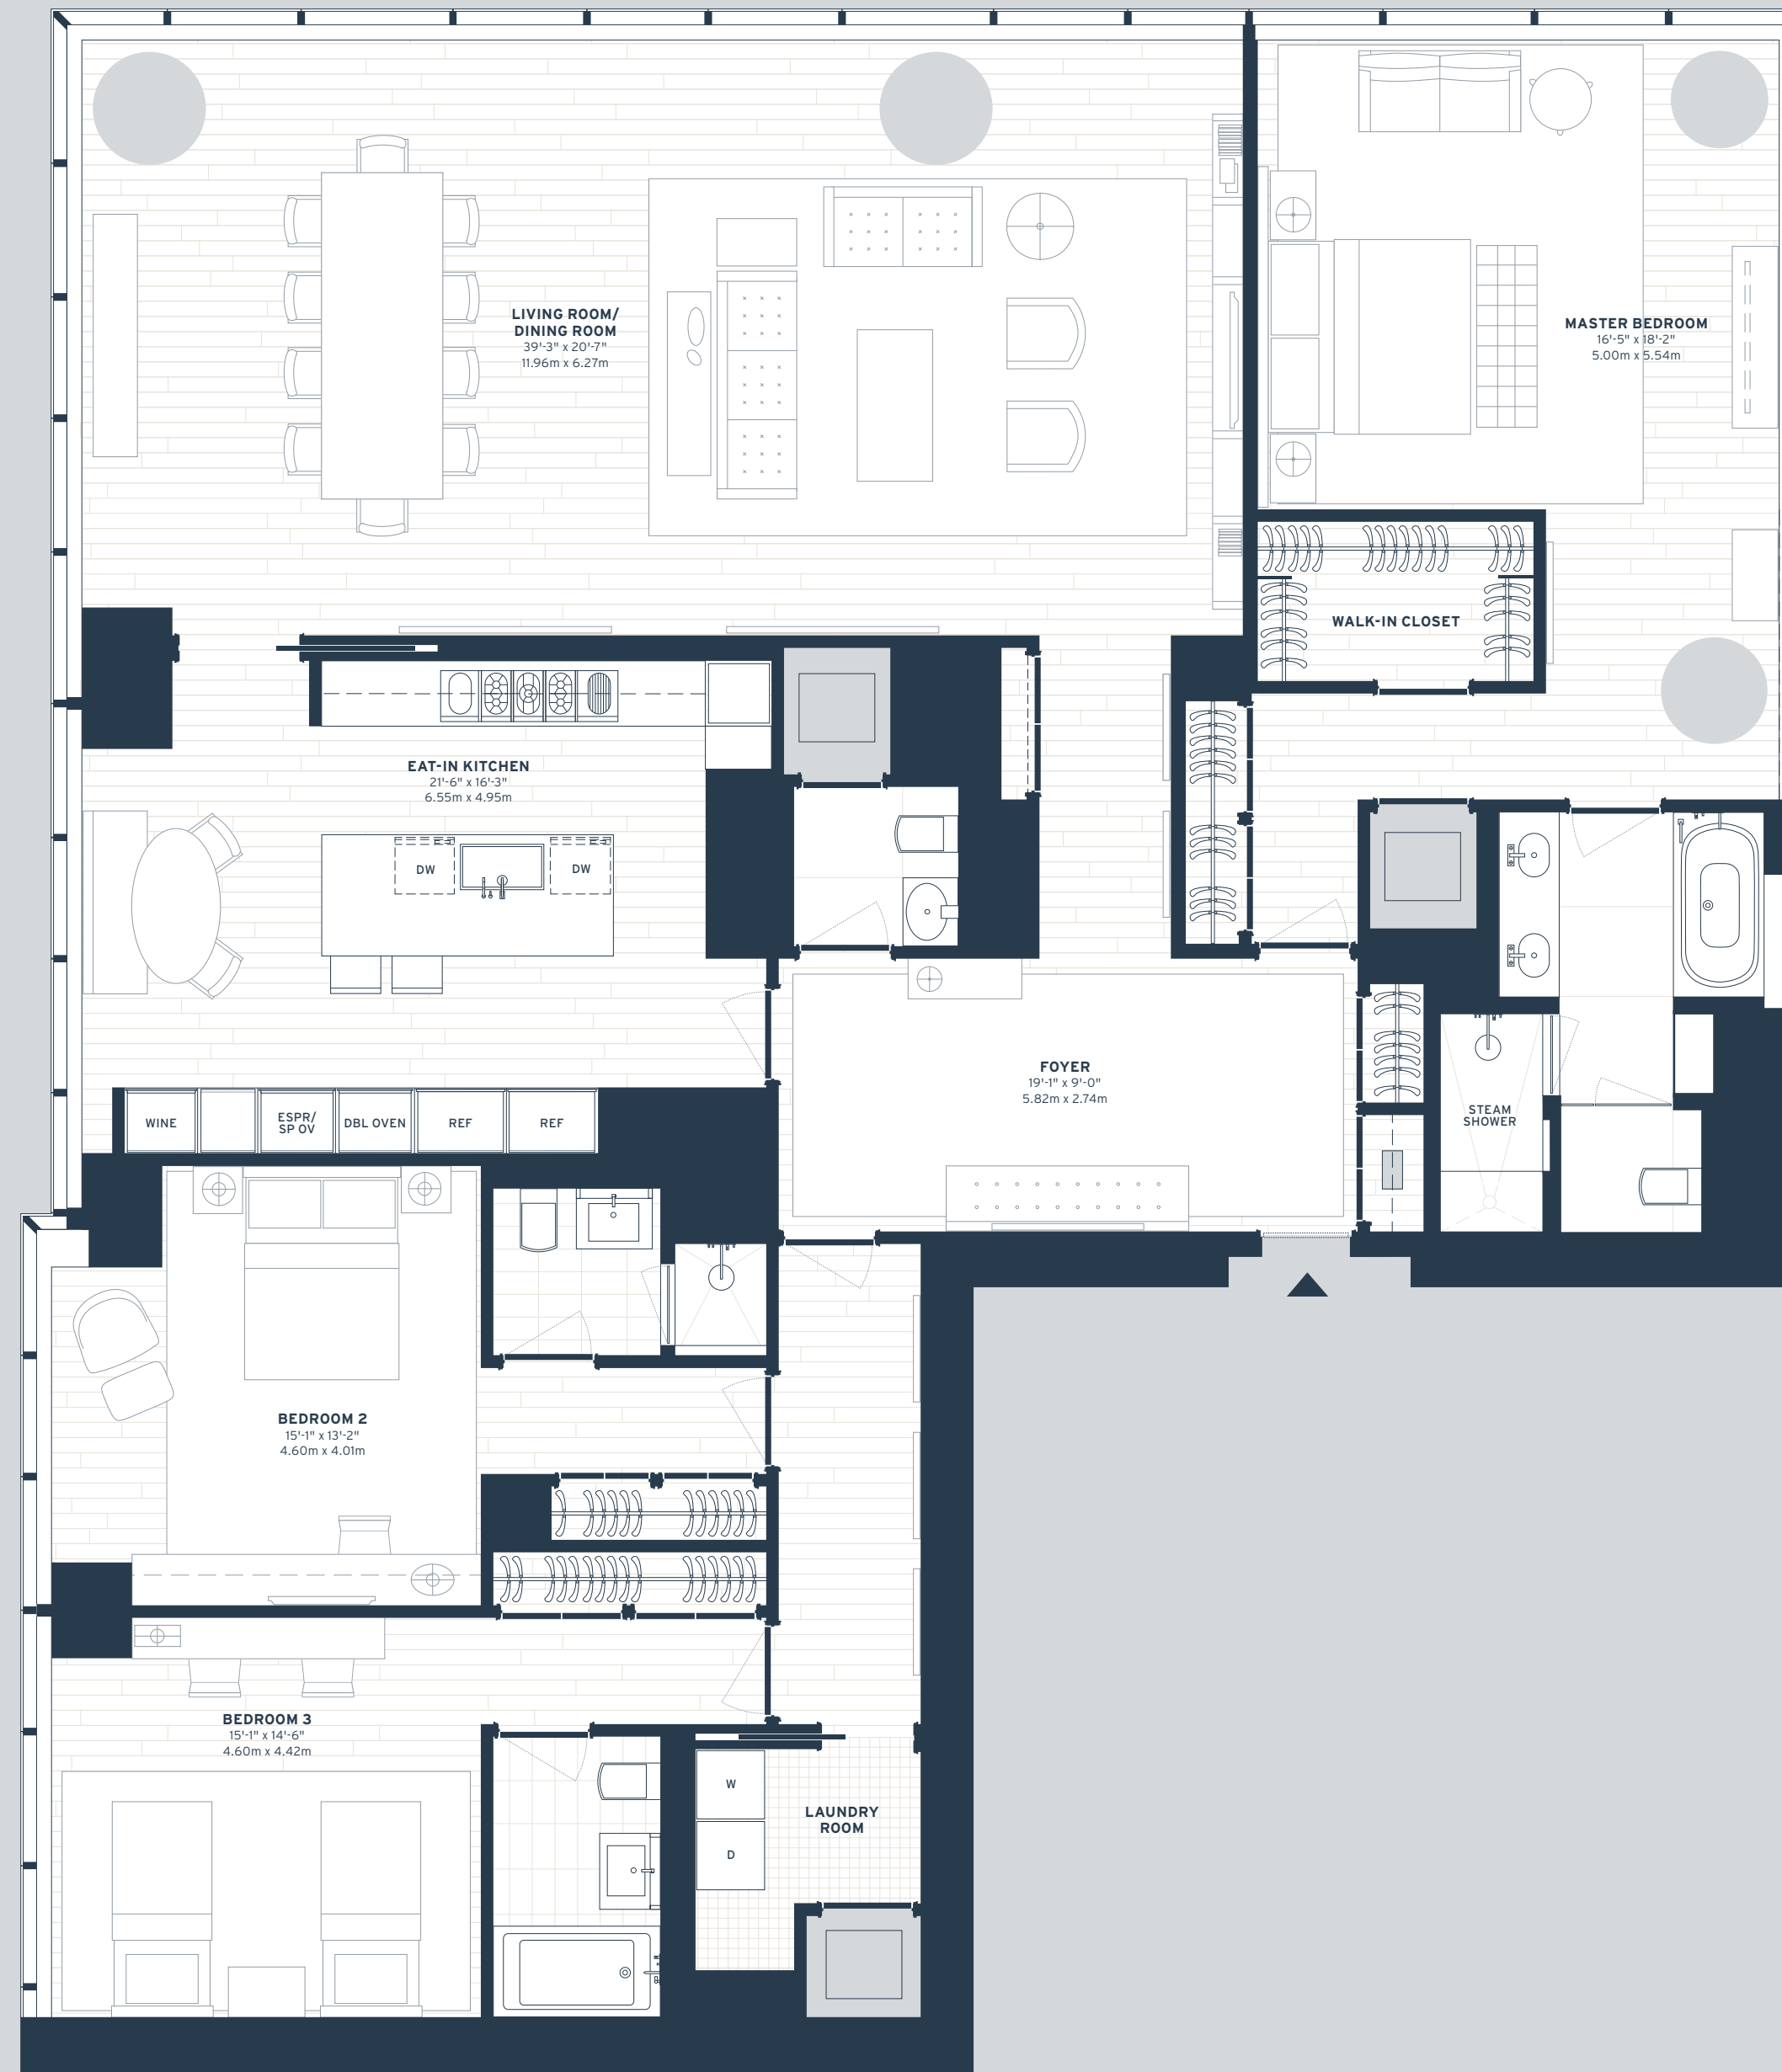 LIVING ROOM/
DINING ROOM
39'-3" x 20'-7"
11.96m x 6.27m
MASTER BEDROOM
16'-5" x 18'-2"
5.00m x 5.54m
WALK-IN CLOSET
EAT-IN KITCHEN
21'-6" x 16'-3"
6.55m x 4.95m
DW
DW
FOYER
19'-1" x 9'-0"
5.82m x 2.74m
WINE
ESPR/
SP OV
DBL OVEN
REF
REF
STEAM
SHOWER
BEDROOM 2
15'-1" x 13'-2"
4.60m x 4.01m
BEDROOM 3
15'-1" x 14'-6"
4.60m x 4.42m
W
D
LAUNDRY
ROOM